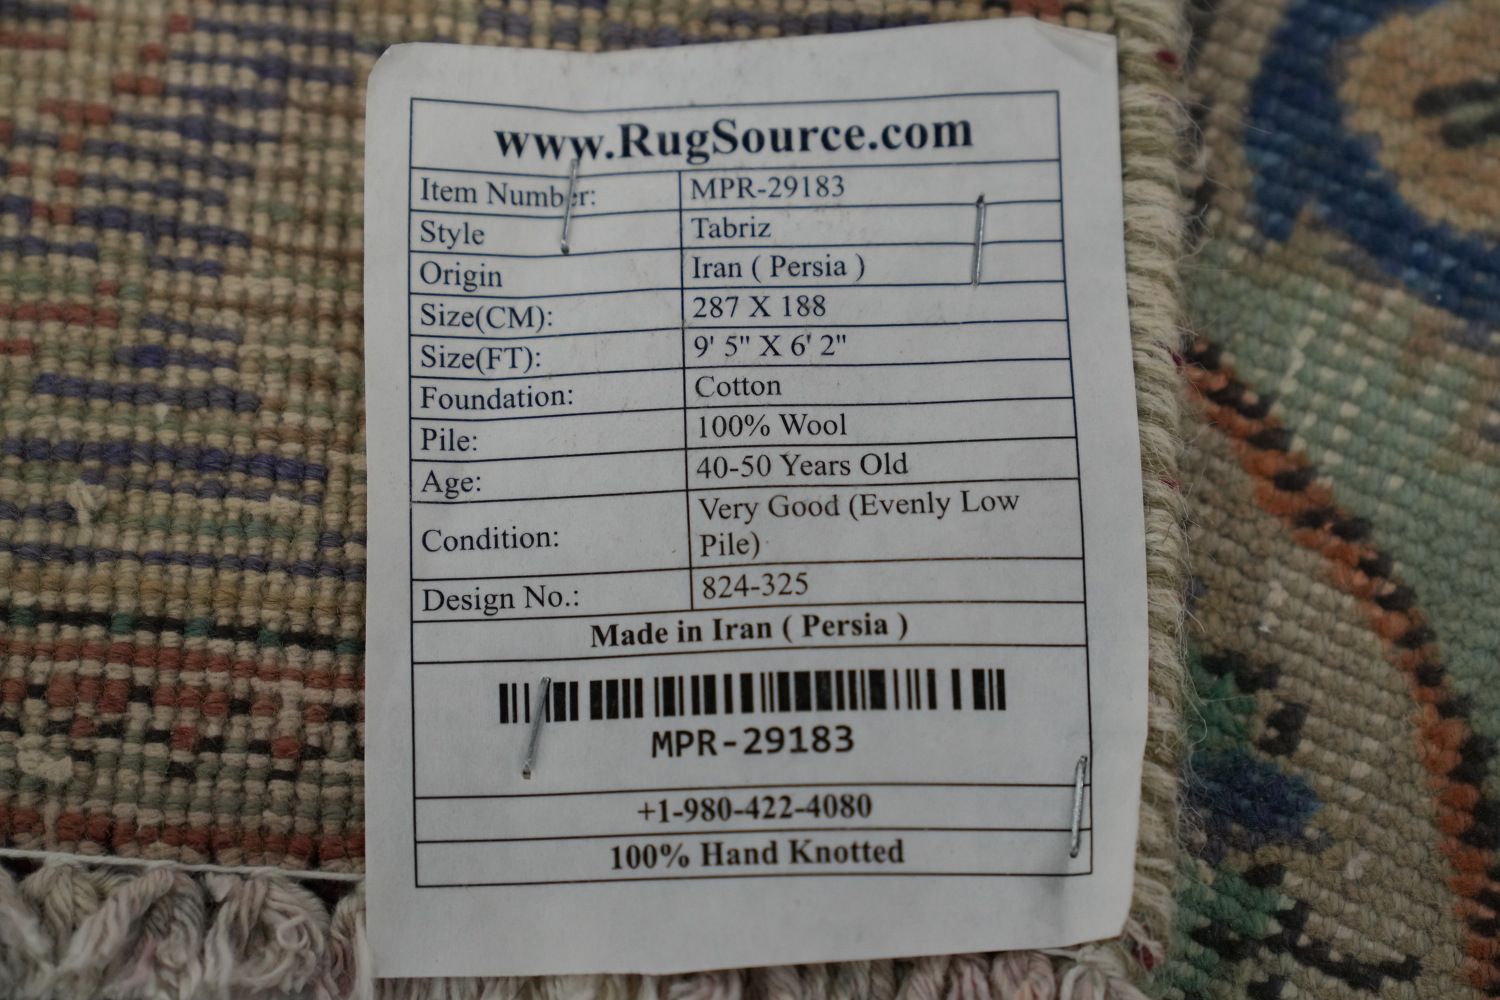 www.RugSource.com
Item Number: MPR-29183
Style Tabriz
Origin Iran ( Persia )
Size(CM): 287 X 188
Size(FT): 9' 5" X 6' 2"
Foundation: Cotton
Pile: 100% Wool
Age: 40-50 Years Old
Condition: Very Good (Evenly Low
Pile)
Design No.: 824-325
Made in Iran ( Persia )
MPR-29183
+1-980-422-4080
100% Hand Knotted